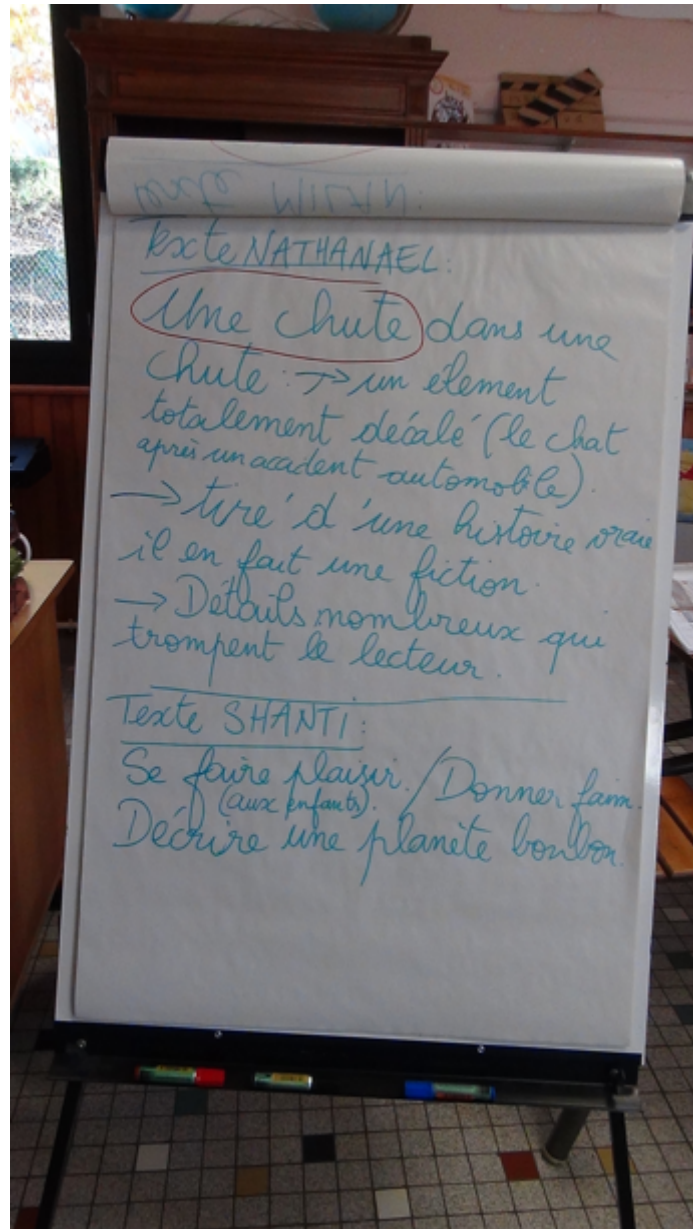 Texte NATHANAEL:
Une chute dans une
chute: → un élement
totalement décalé (le chat
après un accident automobile).
→ tiré d'une histoire vraie
il en fait une fiction.
→ Détails nombreux qui
trompent le lecteur.
Texte SHANTI:
Se faire plaisir. / Donner faim.
(aux enfants).
Décrire une planète bonbon.